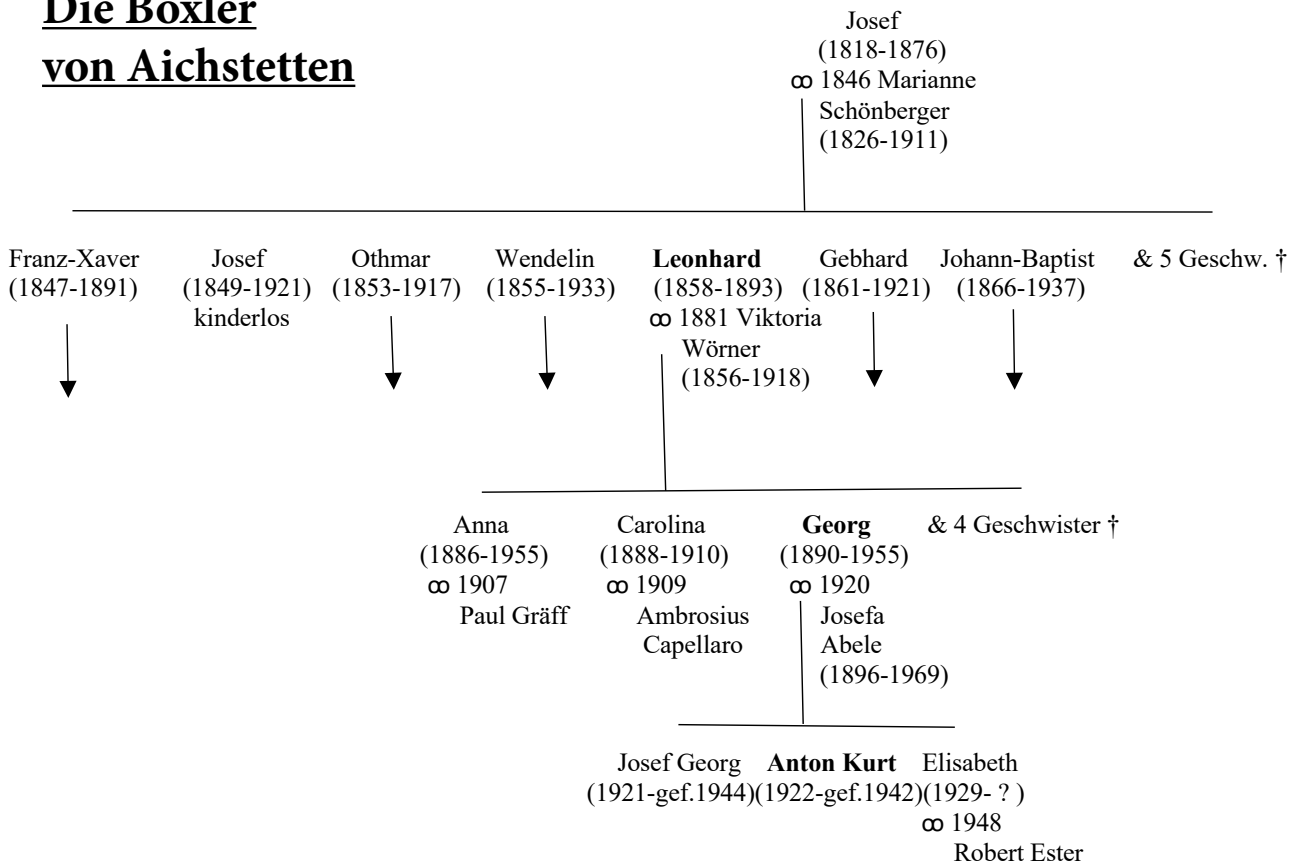 Die Boxler
von Aichstetten
Josef
(1818-1876)
ꝏ 1846 Marianne
Schönberger
(1826-1911)
Franz-Xaver Josef Othmar Wendelin Leonhard Gebhard Johann-Baptist & 5 Geschw. †
(1847-1891) (1849-1921) (1853-1917) (1855-1933) (1858-1893) (1861-1921) (1866-1937)
kinderlos ꝏ 1881 Viktoria
Wörner
(1856-1918)
Anna Carolina Georg & 4 Geschwister †
(1886-1955) (1888-1910) (1890-1955)
ꝏ 1907 ꝏ 1909 ꝏ 1920
Paul Gräff Ambrosius Josefa
Capellaro Abele
(1896-1969)
Josef Georg Anton Kurt Elisabeth
(1921-gef.1944)(1922-gef.1942)(1929- ? )
ꝏ 1948
Robert Ester